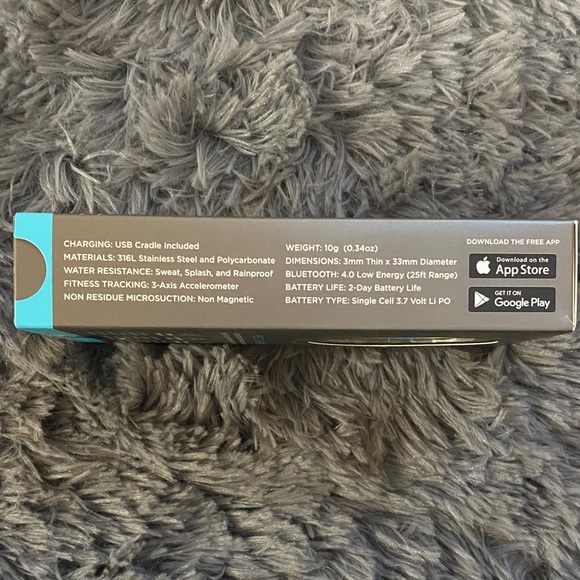 CHARGING: USB Cradle Included
MATERIALS: 316L Stainless Steel and Polycarbonate
WATER RESISTANCE: Sweat, Splash, and Rainproof
FITNESS TRACKING: 3-Axis Accelerometer
NON RESIDUE MICROSUCTION: Non Magnetic
WEIGHT: 10g (0.34oz)
DIMENSIONS: 3mm Thin x 33mm Diameter
BLUETOOTH: 4.0 Low Energy (25ft Range)
BATTERY LIFE: 2-Day Battery Life
BATTERY TYPE: Single Cell 3.7 Volt Li PO
DOWNLOAD THE FREE APP
Download on the
App Store
GET IT ON
Google Play